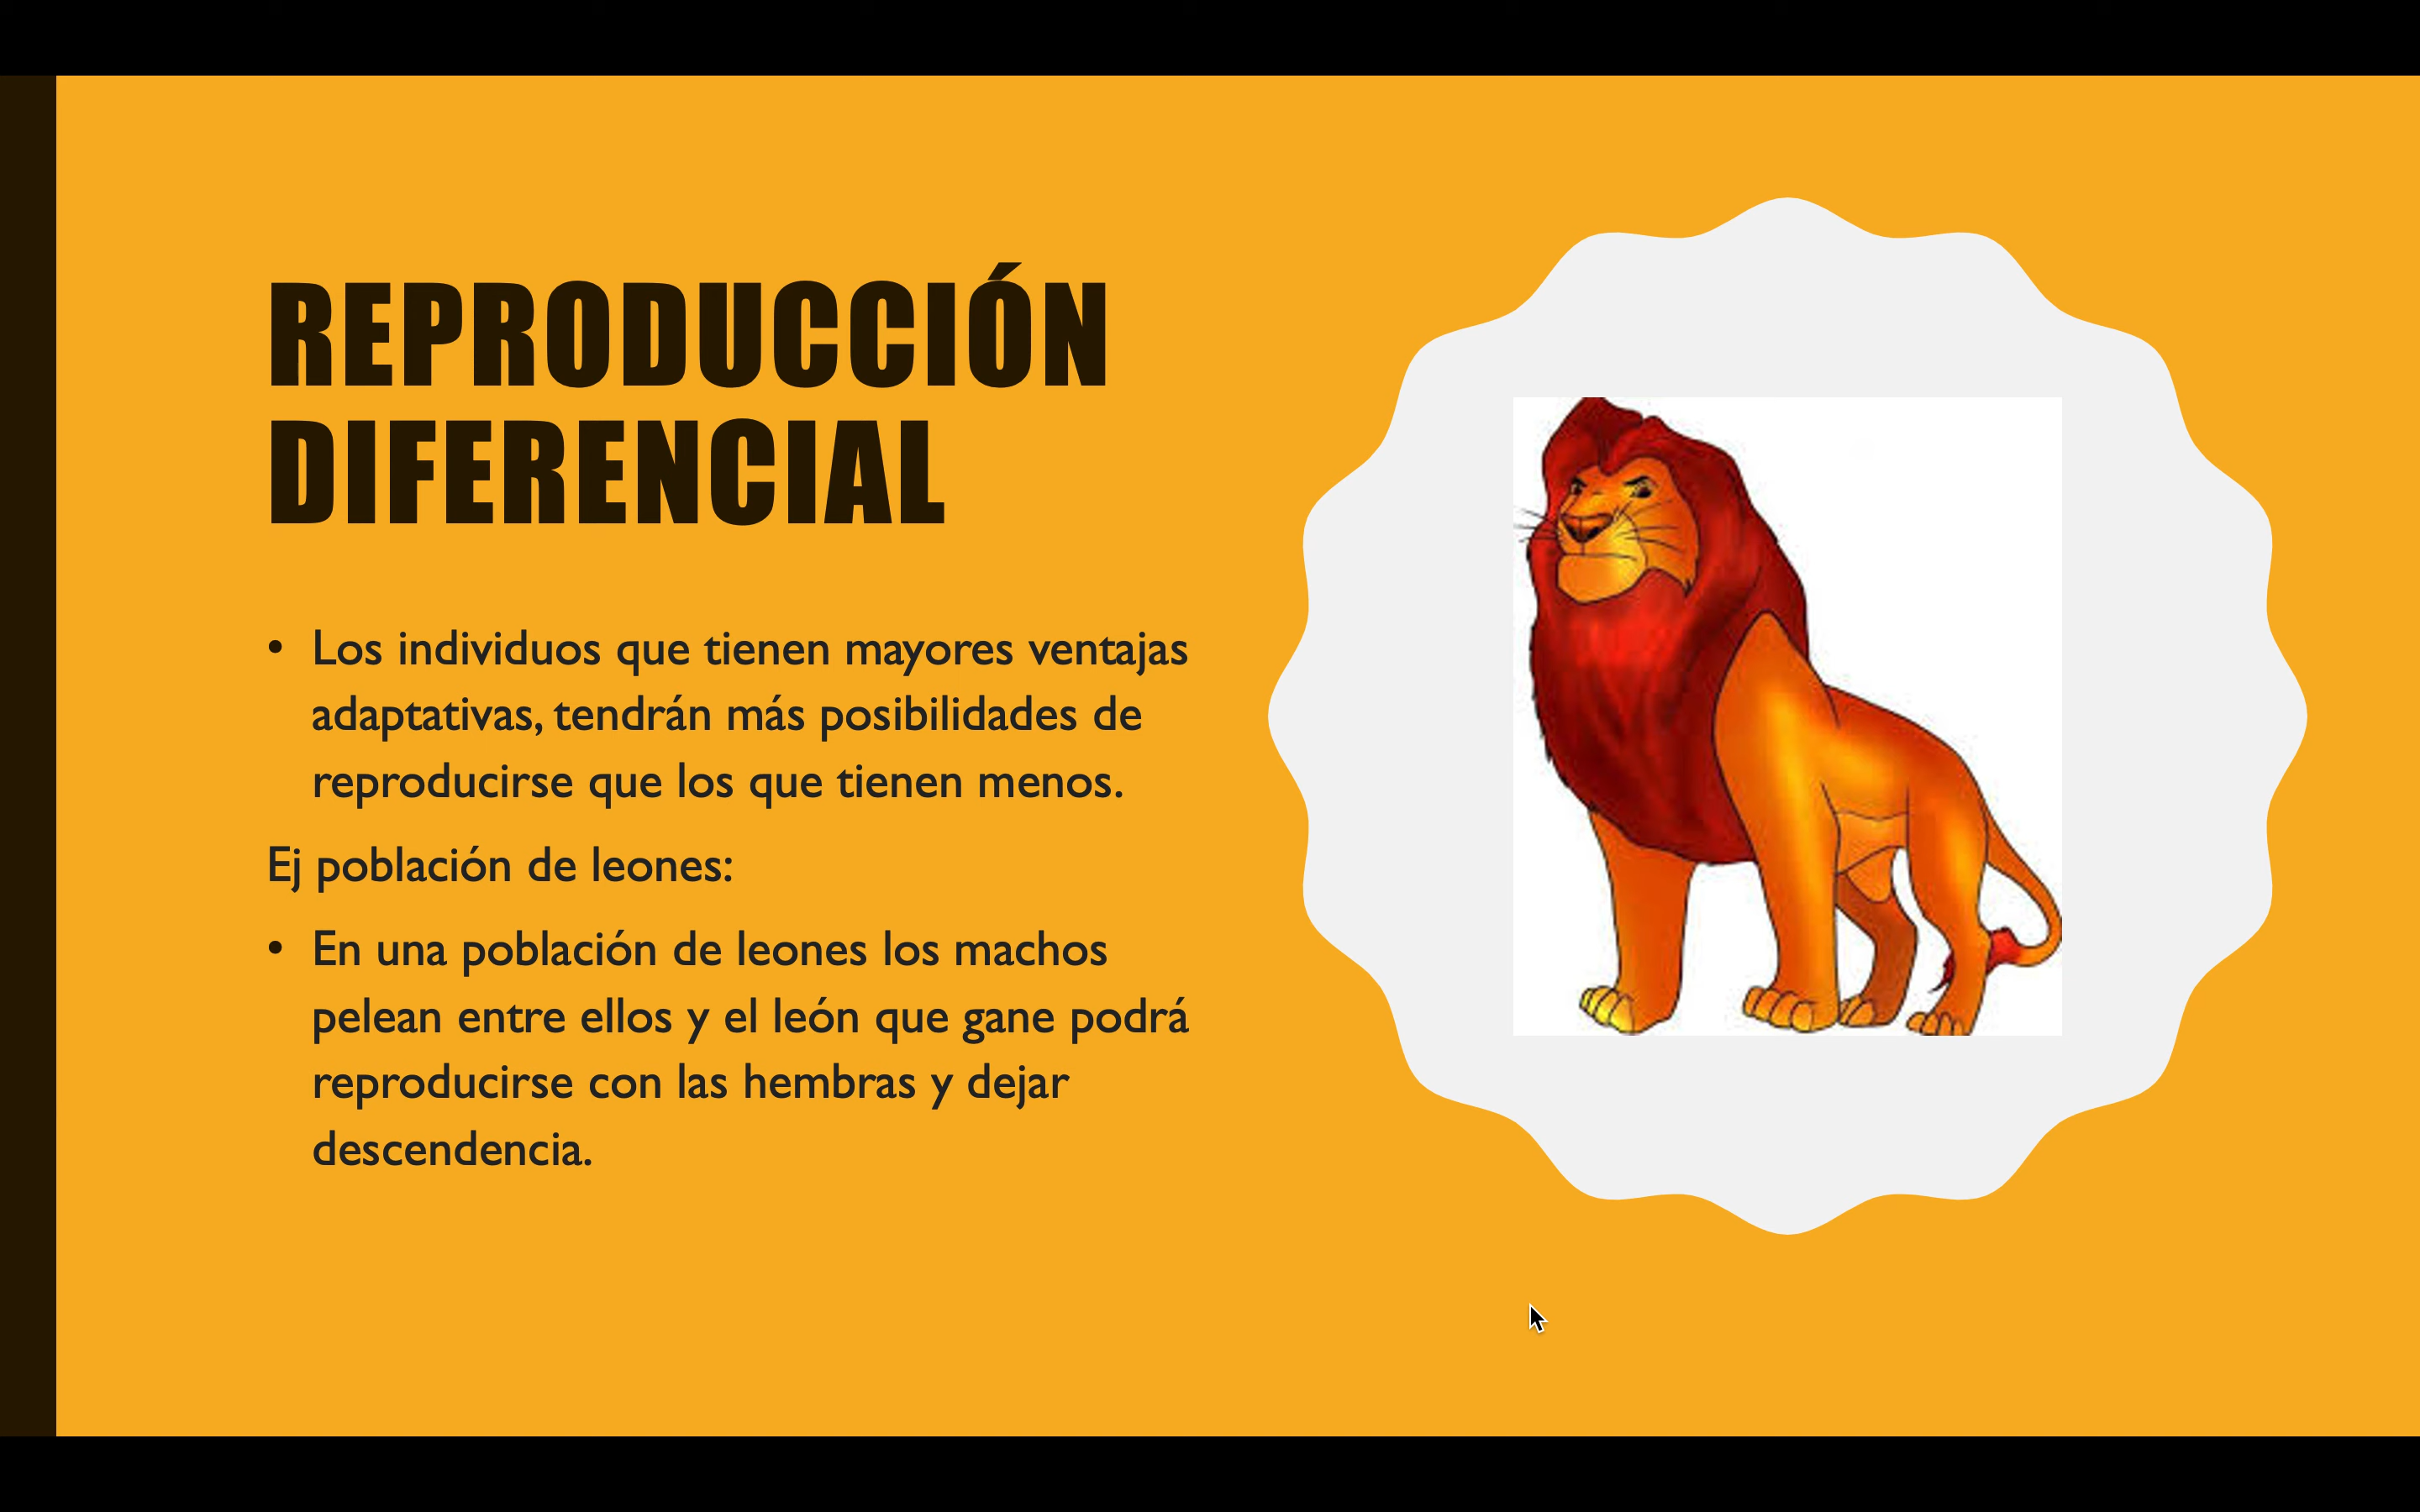 REPRODUCCIÓN
DIFERENCIAL
• Los individuos que tienen mayores ventajas
adaptativas, tendrán más posibilidades de
reproducirse que los que tienen menos.
Ej población de leones:
• En una población de leones los machos
pelean entre ellos y el león que gane podrá
reproducirse con las hembras y dejar
descendencia.